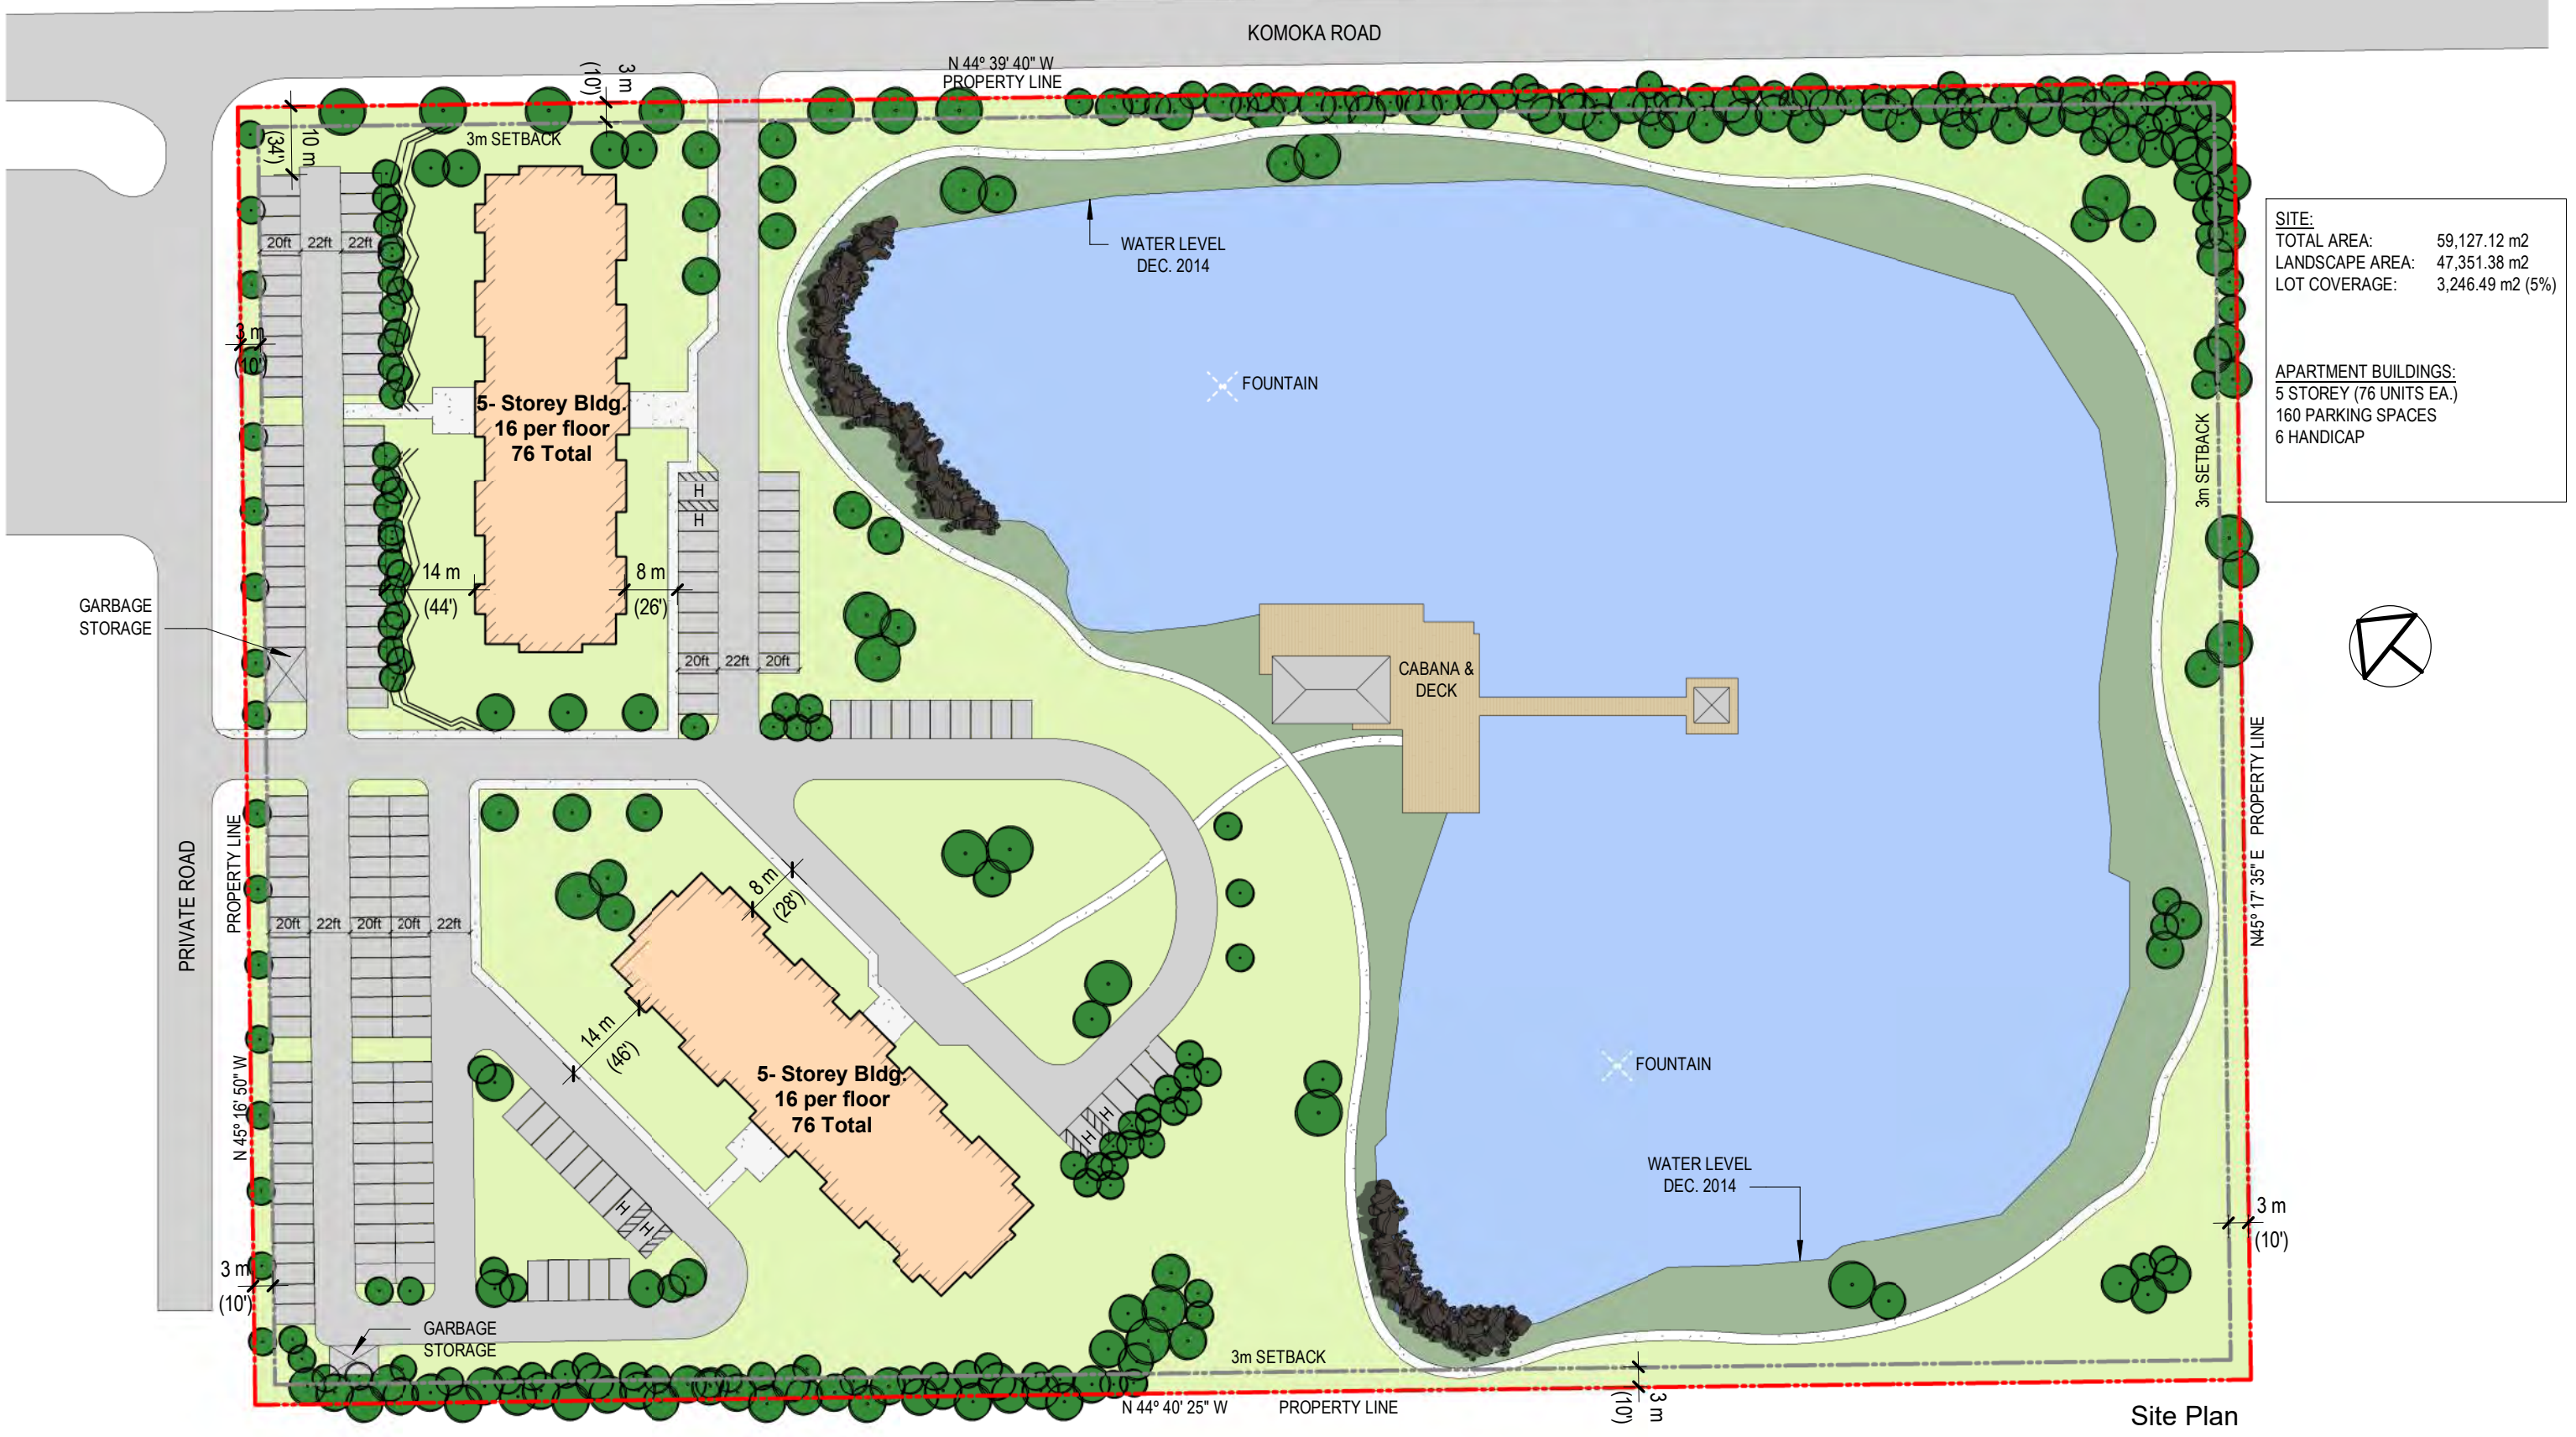 KOMOKA ROAD
N 44º 39' 40" W
PROPERTY LINE
3 m
(10')
10 m
(34')
3m SETBACK
20ft 22ft 22ft
WATER LEVEL
DEC. 2014
SITE:
TOTAL AREA: 59,127.12 m2
LANDSCAPE AREA: 47,351.38 m2
LOT COVERAGE: 3,246.49 m2 (5%)
APARTMENT BUILDINGS:
5 STOREY (76 UNITS EA.)
160 PARKING SPACES
6 HANDICAP
3 m
(10')
FOUNTAIN
5- Storey Bldg.
16 per floor
76 Total
3m SETBACK
H
H
14 m
(44')
8 m
(26')
GARBAGE
STORAGE
20ft 22ft 20ft
CABANA &
DECK
N45º 17' 35" E PROPERTY LINE
PRIVATE ROAD
PROPERTY LINE
N 45º 16' 50" W
20ft 22ft 20ft 20ft 22ft
8 m
(28')
14 m
(46')
5- Storey Bldg.
16 per floor
76 Total
FOUNTAIN
H
H
H
H
WATER LEVEL
DEC. 2014
3 m
(10')
3 m
(10')
GARBAGE
STORAGE
3m SETBACK
N 44º 40' 25" W PROPERTY LINE
3 m
(10')
Site Plan